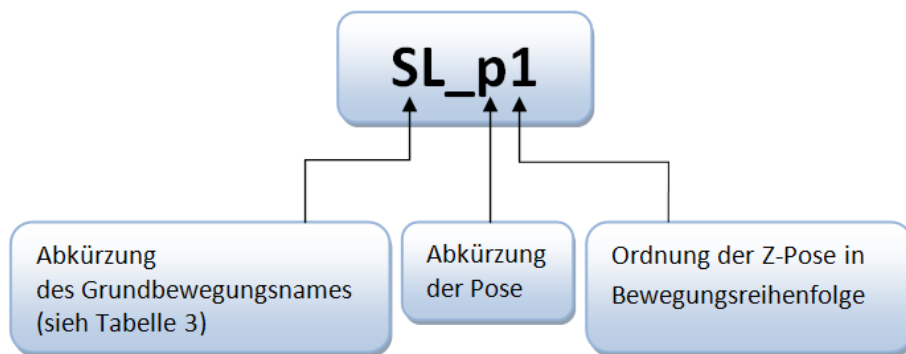 SL_p1
Abkürzung
des Grundbewegungsnames
(sieh Tabelle 3)
Abkürzung
der Pose
Ordnung der Z-Pose in
Bewegungsreihenfolge